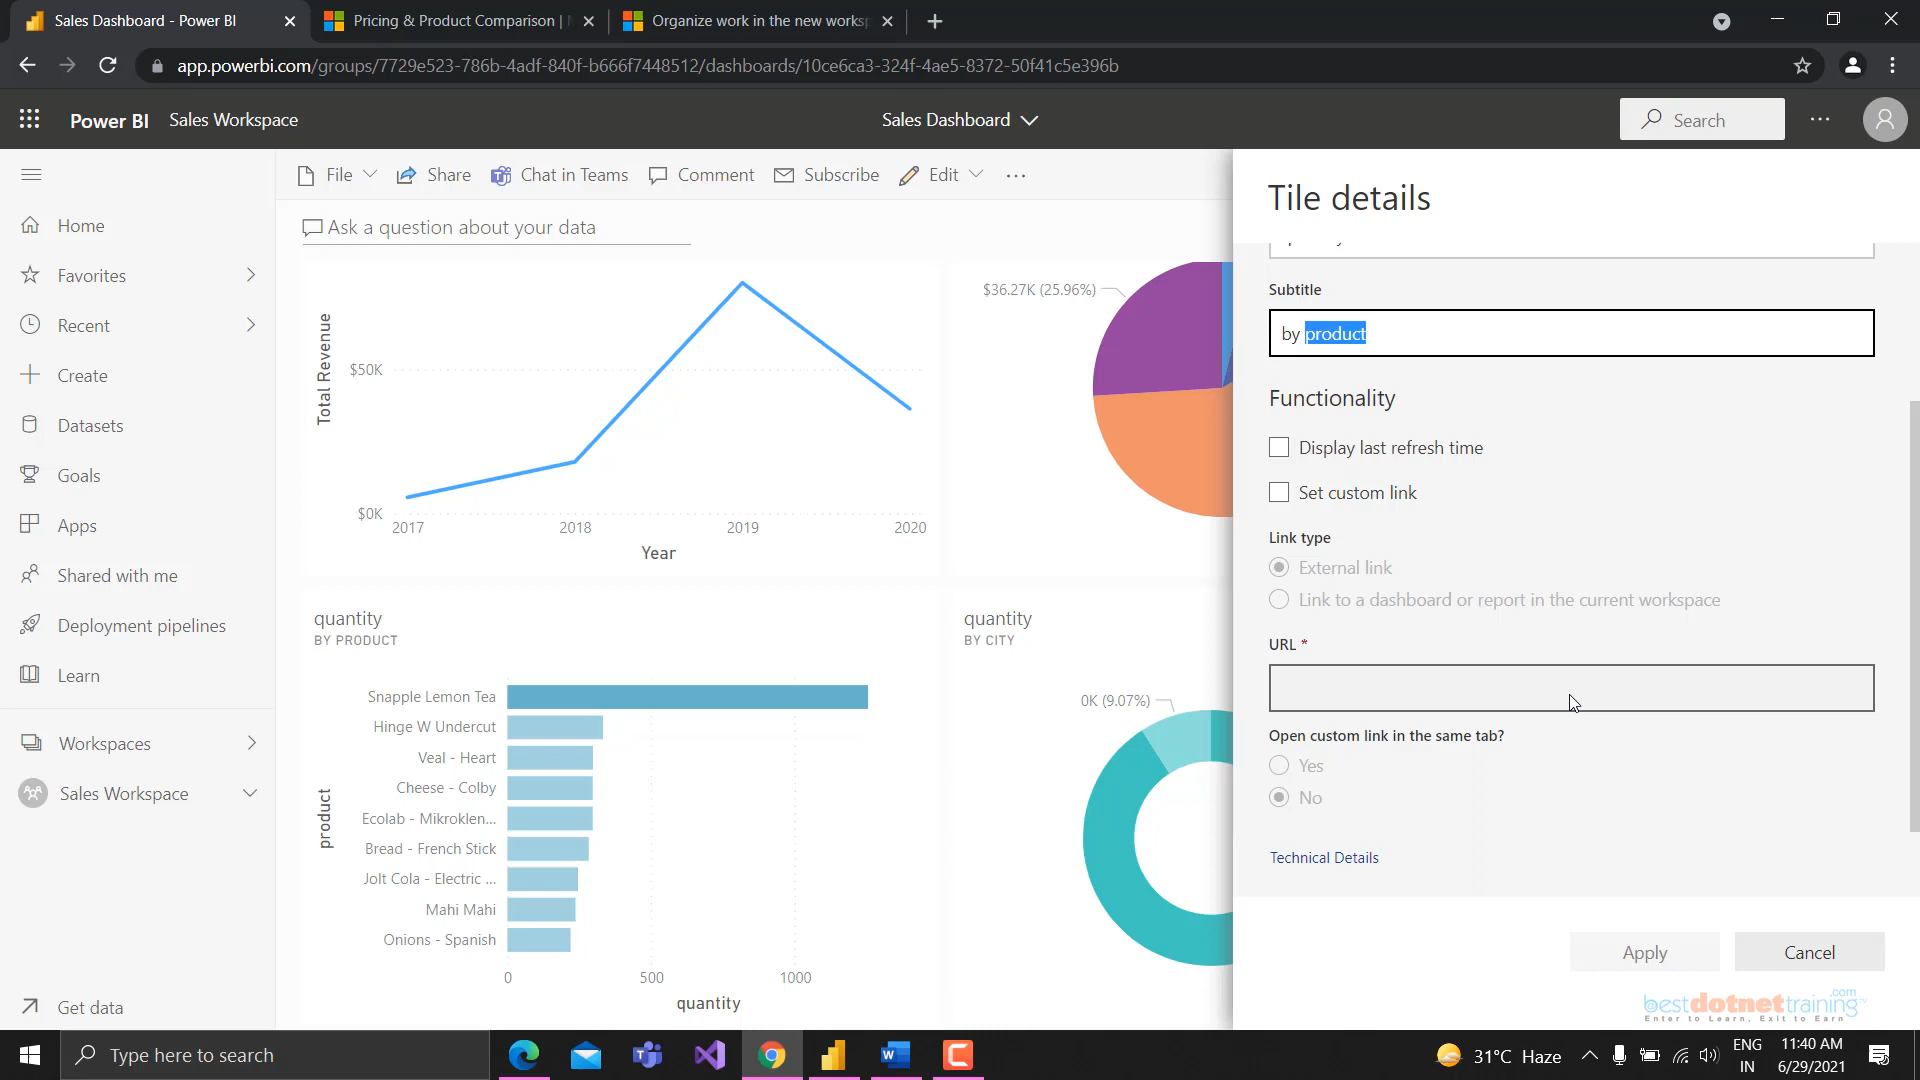 Sales Dashboard - Power BI
Pricing & Product Comparison |
Organize work in the new works
app.powerbi.com/groups/7729e523-786b-4adf-840f-b666f7448512/dashboards/10ce6ca3-324f-4ae5-8372-50f41c5e396b
Power BI Sales Workspace
Sales Dashboard
Search
File
Share
Chat in Teams
Comment
Subscribe
Edit
Ask a question about your data
Home
Favorites
Recent
Create
Datasets
Goals
Apps
Shared with me
Deployment pipelines
Learn
Workspaces
Sales Workspace
Get data
Total Revenue
$50K
$0K
2017 2018 2019 2020
Year
$36.27K (25.96%)
quantity
BY PRODUCT
product
Snapple Lemon Tea
Hinge W Undercut
Veal - Heart
Cheese - Colby
Ecolab - Mikroklen...
Bread - French Stick
Jolt Cola - Electric ...
Mahi Mahi
Onions - Spanish
0 500 1000
quantity
quantity
BY CITY
0K (9.07%)
Tile details
Subtitle
by product
Functionality
Display last refresh time
Set custom link
Link type
External link
Link to a dashboard or report in the current workspace
URL *
Open custom link in the same tab?
Yes
No
Technical Details
Apply
Cancel
bestdotnettraining.com
Enter to Learn, Exit to Earn
Type here to search
31°C Haze
ENG
IN
11:40 AM
6/29/2021